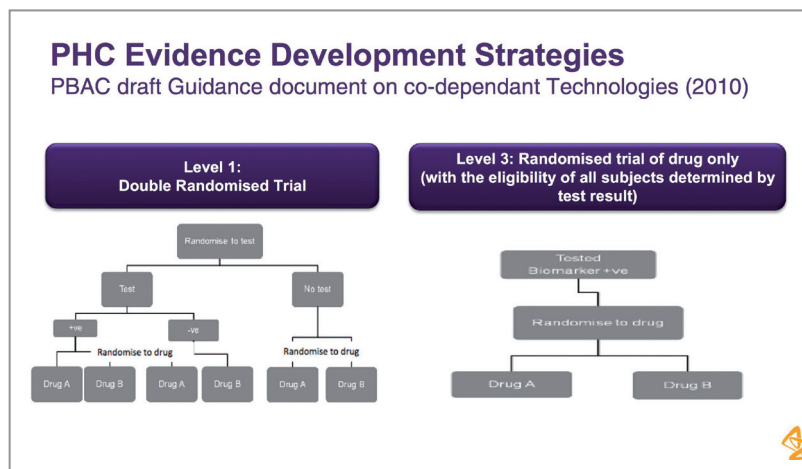 PHC Evidence Development Strategies
PBAC draft Guidance document on co-dependant Technologies (2010)
Level 1:
Double Randomised Trial
Randomise to test
Test
No test
+ve
-ve
Randomise to drug
Randomise to drug
Drug A
Drug B
Drug A
Drug B
Drug A
Drug B
Level 3: Randomised trial of drug only
(with the eligibility of all subjects determined by
test result)
Tested
Biomarker +ve
Randomise to drug
Drug A
Drug B